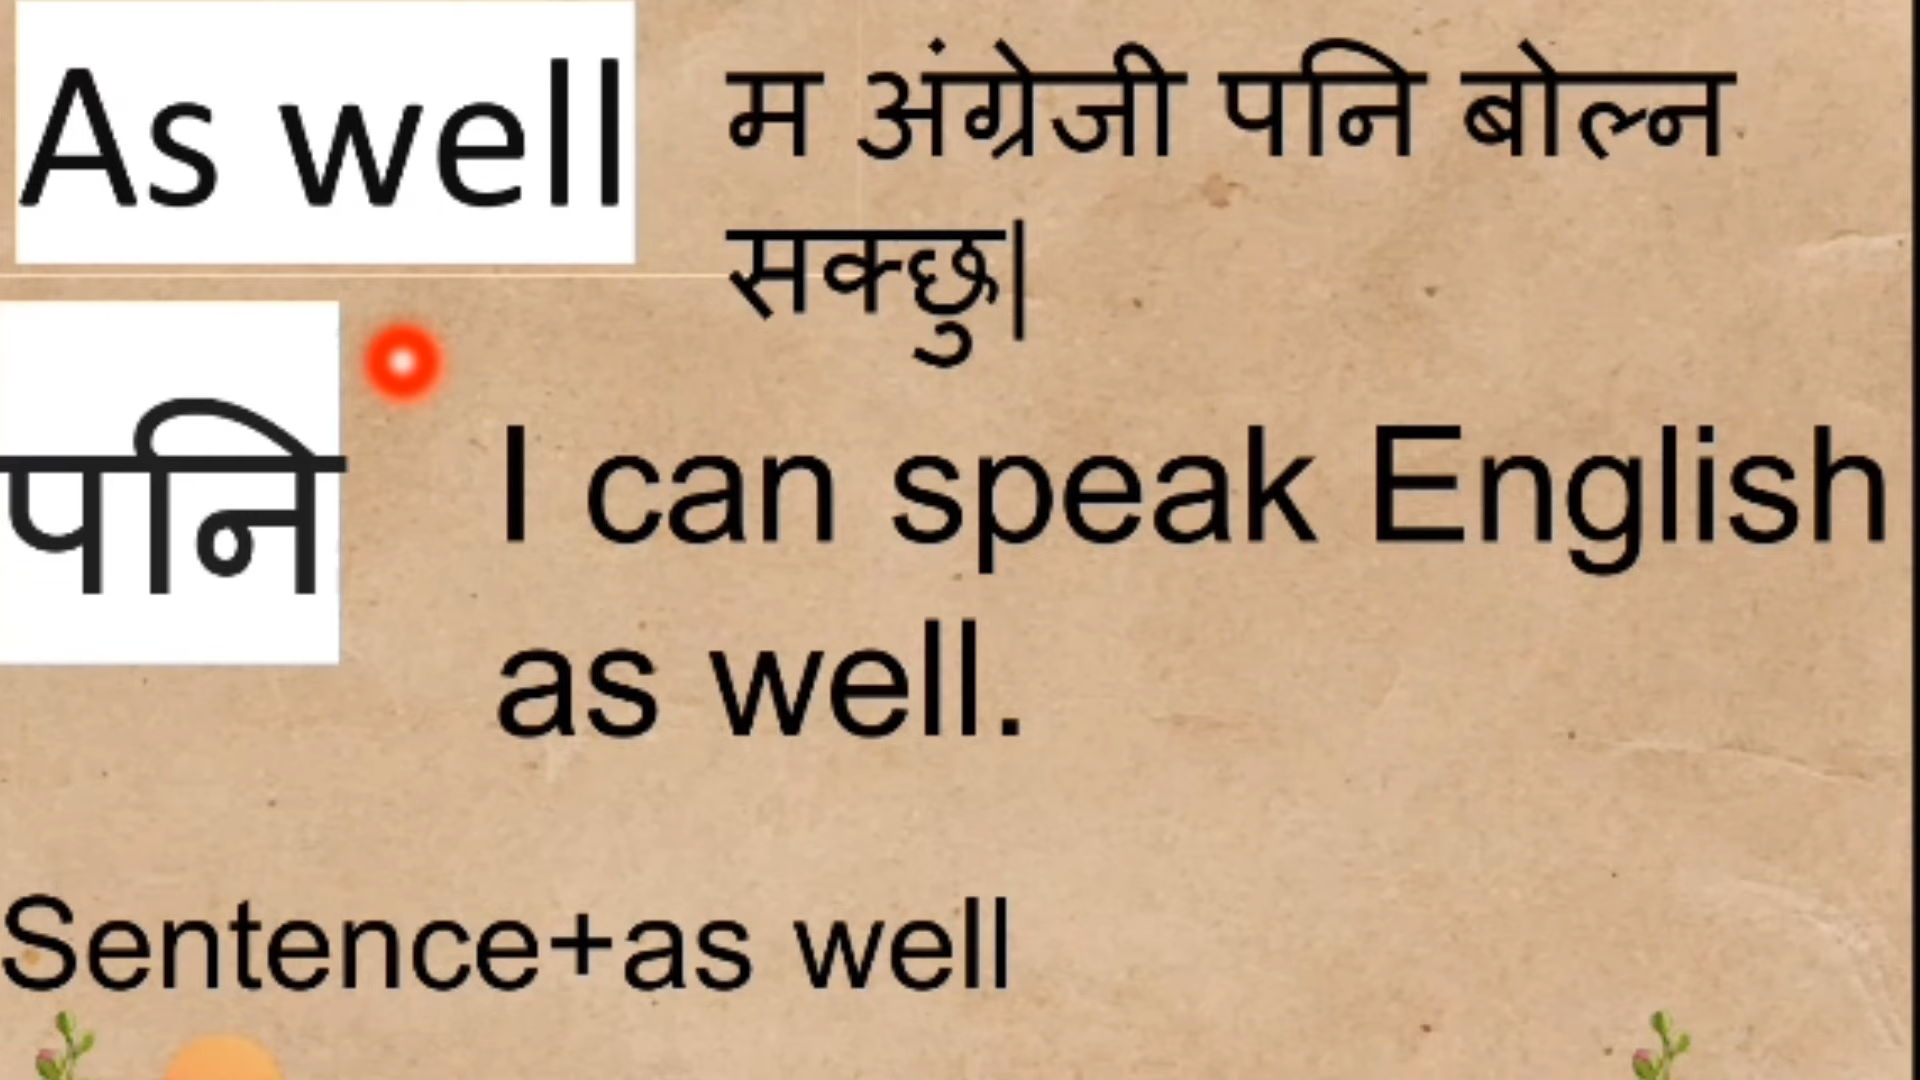 As well
म अंग्रेजी पनि बोल्न
सक्छु|
पनि
I can speak English
as well.
Sentence+as well